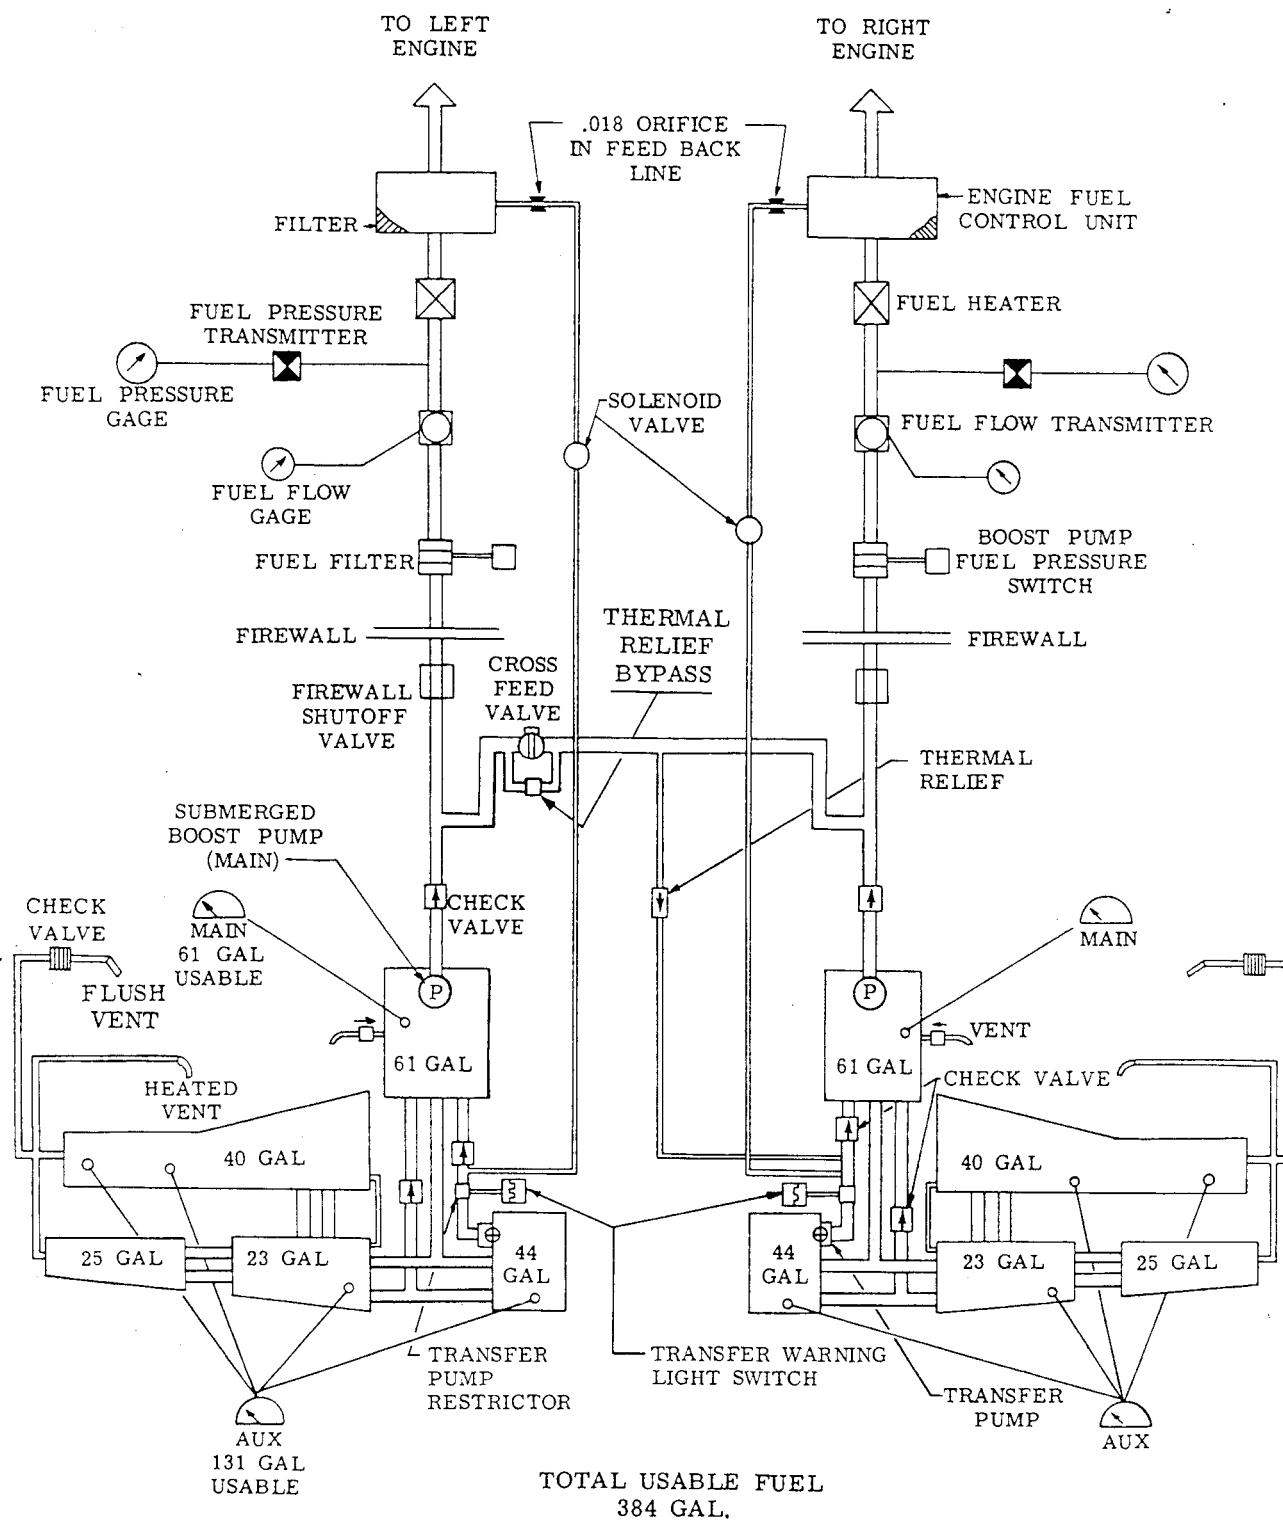 TO LEFT
ENGINE
TO RIGHT
ENGINE
.018 ORIFICE
IN FEED BACK
LINE
FILTER
ENGINE FUEL
CONTROL UNIT
FUEL PRESSURE
TRANSMITTER
FUEL HEATER
FUEL PRESSURE
GAGE
SOLENOID
VALVE
FUEL FLOW TRANSMITTER
FUEL FLOW
GAGE
FUEL FILTER
BOOST PUMP
FUEL PRESSURE
SWITCH
THERMAL
RELIEF
BYPASS
FIREWALL
FIREWALL
CROSS
FEED
VALVE
FIREWALL
SHUTOFF
VALVE
THERMAL
RELIEF
SUBMERGED
BOOST PUMP
(MAIN)
CHECK
VALVE
CHECK
VALVE
MAIN
61 GAL
USABLE
MAIN
P
P
FLUSH
VENT
VENT
61 GAL
61 GAL
HEATED
VENT
CHECK VALVE
40 GAL
40 GAL
25 GAL
23 GAL
44
GAL
44
GAL
23 GAL
25 GAL
TRANSFER
PUMP
RESTRICTOR
TRANSFER WARNING
LIGHT SWITCH
TRANSFER
PUMP
AUX
131 GAL
USABLE
AUX
TOTAL USABLE FUEL
384 GAL.